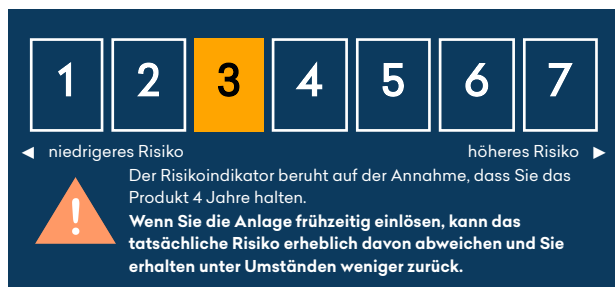 1 2 3 4 5 6 7
◄ niedrigeres Risiko höheres Risiko ►
Der Risikoindikator beruht auf der Annahme, dass Sie das
Produkt 4 Jahre halten.
Wenn Sie die Anlage frühzeitig einlösen, kann das
tatsächliche Risiko erheblich davon abweichen und Sie
erhalten unter Umständen weniger zurück.